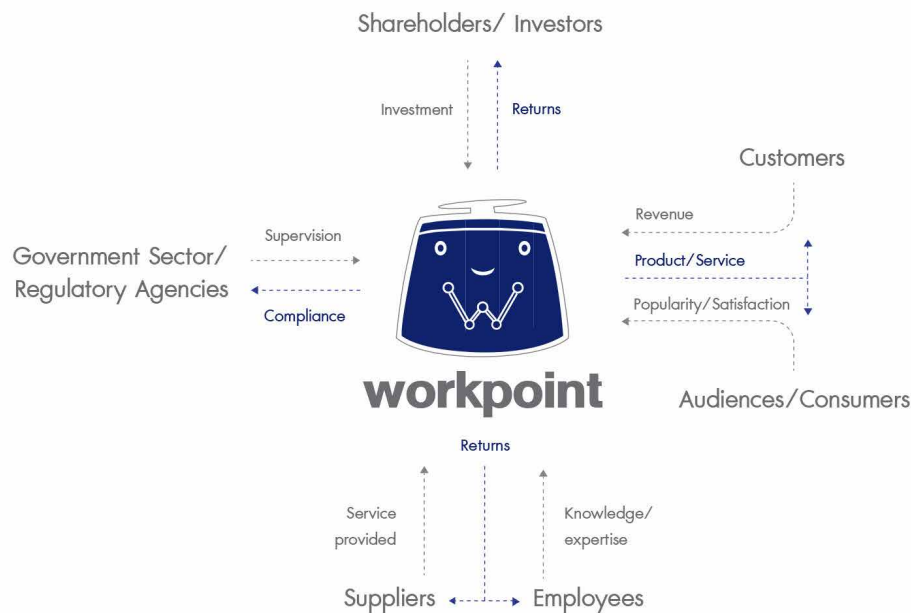 Shareholders/ Investors
Investment
Returns
Customers
Revenue
Supervision
Government Sector/
Regulatory Agencies
Product/Service
Popularity/Satisfaction
Compliance
workpoint
Audiences/Consumers
Returns
Service
provided
Knowledge/
expertise
Suppliers
Employees